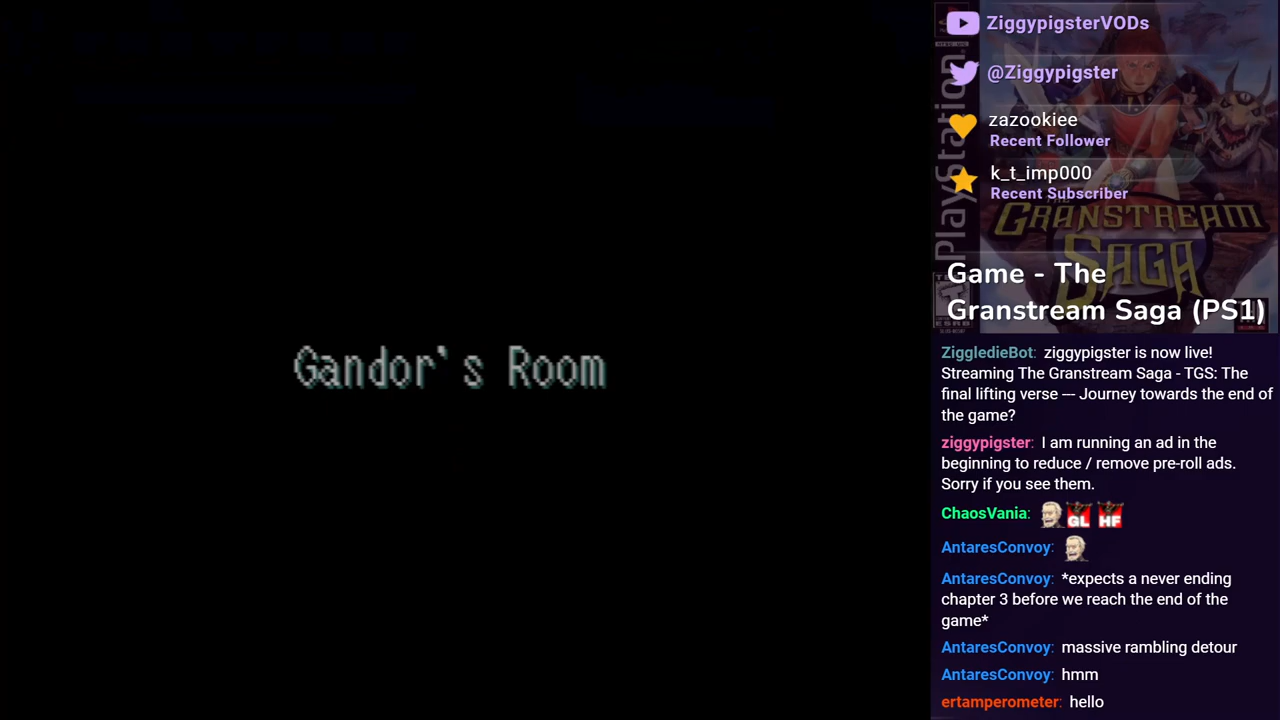 Gandor's Room
ZiggypigsterVODs
@Ziggypigster
zazookiee
Recent Follower
k_t_imp000
Recent Subscriber
PlayStation
GRANSTREAM
SAGA
Game - The
Granstream Saga (PS1)
ZiggledieBot: ziggypigster is now live!
Streaming The Granstream Saga - TGS: The
final lifting verse --- Journey towards the end of
the game?
ziggypigster: I am running an ad in the
beginning to reduce / remove pre-roll ads.
Sorry if you see them.
ChaosVania: GL HF
AntaresConvoy:
AntaresConvoy: *expects a never ending
chapter 3 before we reach the end of the
game*
AntaresConvoy: massive rambling detour
AntaresConvoy: hmm
ertamperometer: hello